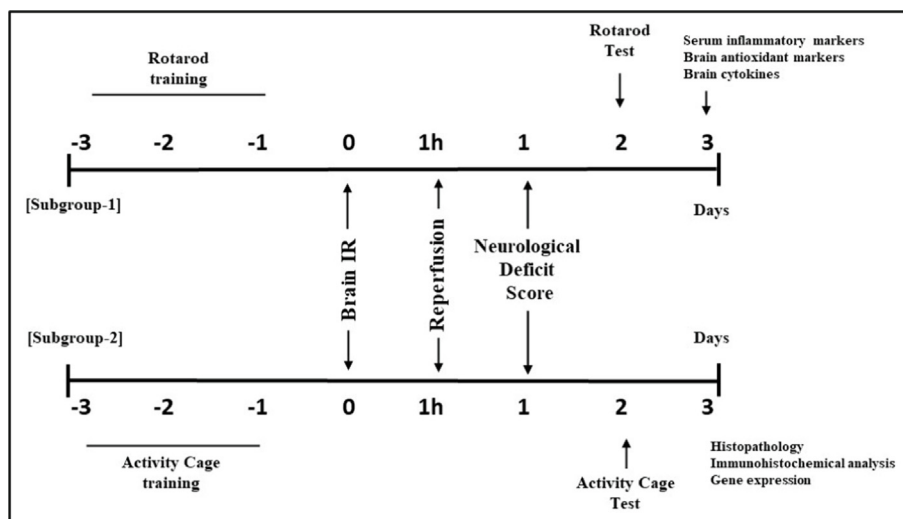 Rotarod
training
Rotarod
Test
Serum inflammatory markers
Brain antioxidant markers
Brain cytokines
-3 -2 -1 0 1h 1 2 3
[Subgroup-1]
Days
Brain IR
Reperfusion
Neurological
Deficit
Score
[Subgroup-2]
Days
-3 -2 -1 0 1h 1 2 3
Activity Cage
training
Activity Cage
Test
Histopathology
Immunohistochemical analysis
Gene expression